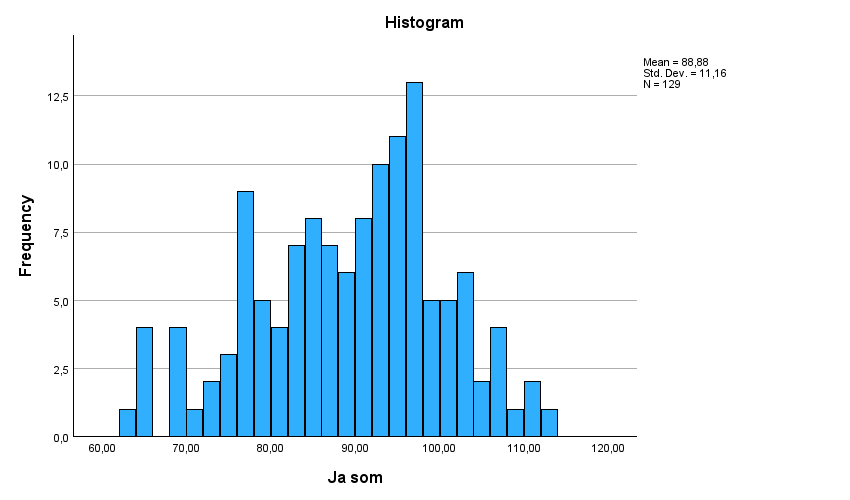 Histogram
Mean = 88,88
Std. Dev. = 11,16
N = 129
Frequency
12,5
10,0
7,5
5,0
2,5
0,0
60,00 70,00 80,00 90,00 100,00 110,00 120,00
Ja som